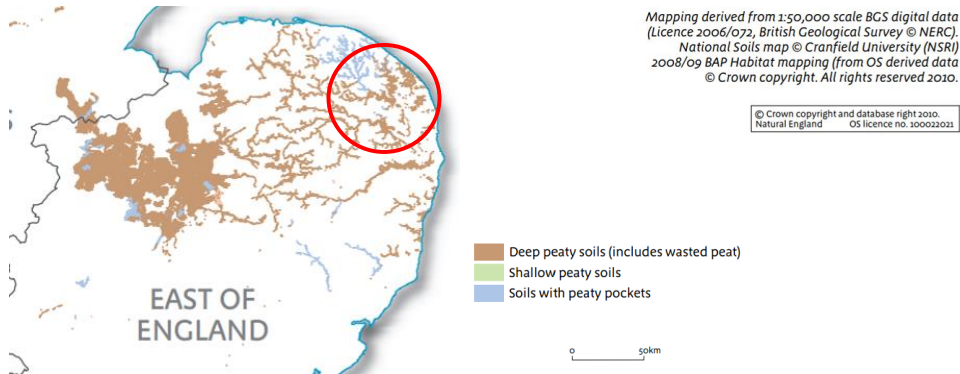 Mapping derived from 1:50,000 scale BGS digital data
(Licence 2006/072, British Geological Survey © NERC).
National Soils map © Cranfield University (NSRI)
2008/09 BAP Habitat mapping (from OS derived data
© Crown copyright. All rights reserved 2010.
© Crown copyright and database right 2010.
Natural England OS licence no. 100022021
Deep peaty soils (includes wasted peat)
Shallow peaty soils
Soils with peaty pockets
EAST OF
ENGLAND
0 50km